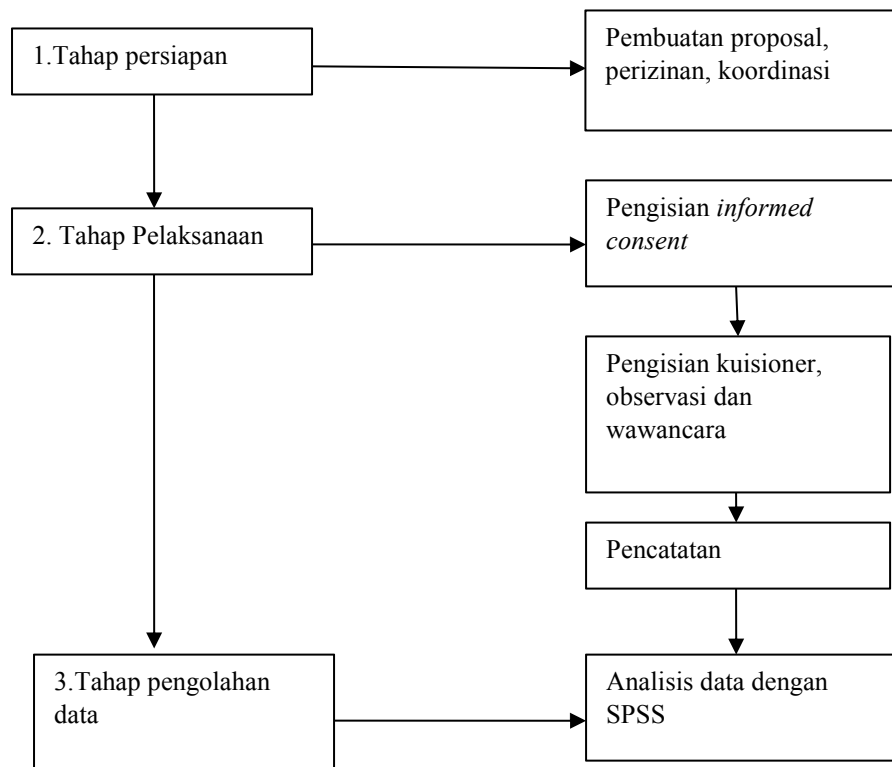 1.Tahap persiapan
Pembuatan proposal,
perizinan, koordinasi
2. Tahap Pelaksanaan
Pengisian informed
consent
Pengisian kuisioner,
observasi dan
wawancara
Pencatatan
3.Tahap pengolahan
data
Analisis data dengan
SPSS